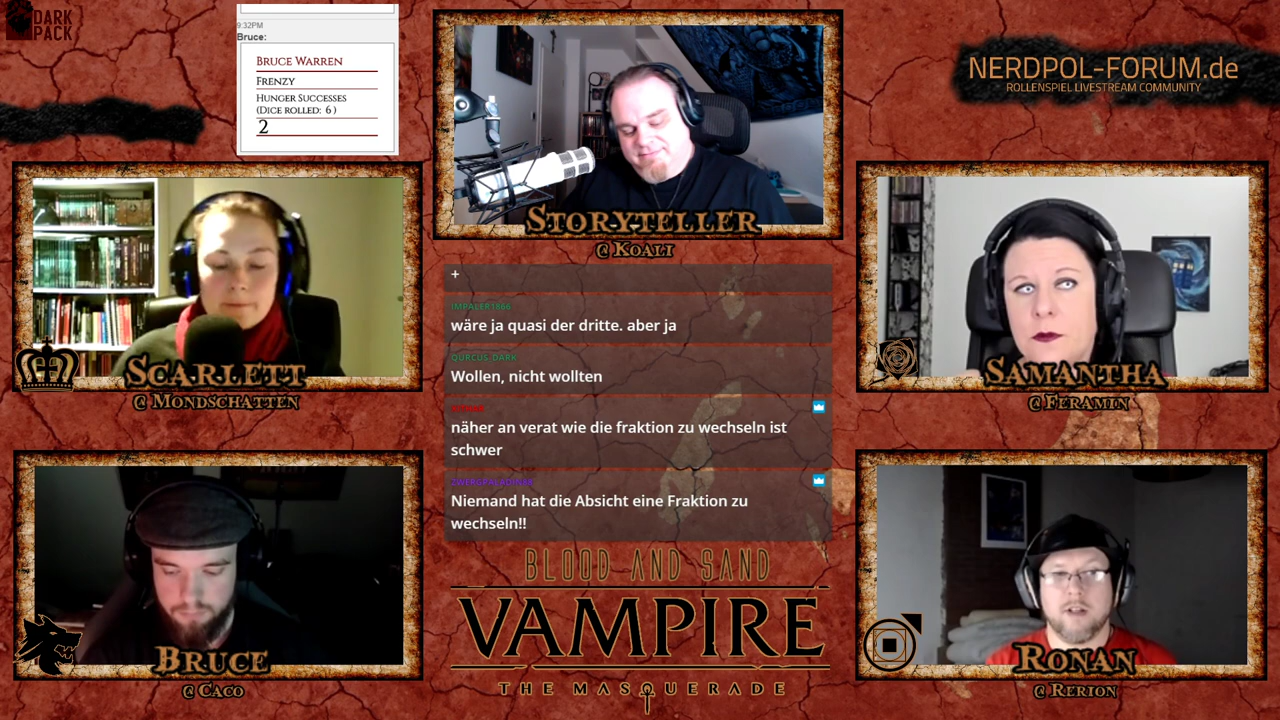 DARK
PACK
9:32PM
Bruce:
BRUCE WARREN
FRENZY
HUNGER SUCCESSES
(DICE ROLLED: 6 )
2
NERDPOL-FORUM.de
ROLLENSPIEL LIVESTREAM COMMUNITY
STORYTELLER
@ KOALI
SCARLETT
@ MONDSCHATTEN
SAMANTHA
@ FERAMIN
+
IMPALER1666
wäre ja quasi der dritte. aber ja
QURCUS_DARK
Wollen, nicht wollten
näher an verat wie die fraktion zu wechseln ist
schwer
Niemand hat die Absicht eine Fraktion zu
wechseln!!
BRUCE
@ CACO
RONAN
@ RERION
BLOOD AND SAND
VAMPIRE
THE MASQUERADE